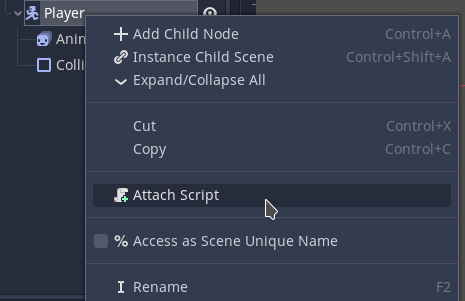 Player
Add Child Node Control+A
Anim
Instance Child Scene Control+Shift+A
Colli
Expand/Collapse All
Cut Control+X
Copy Control+C
Attach Script
% Access as Scene Unique Name
Rename F2